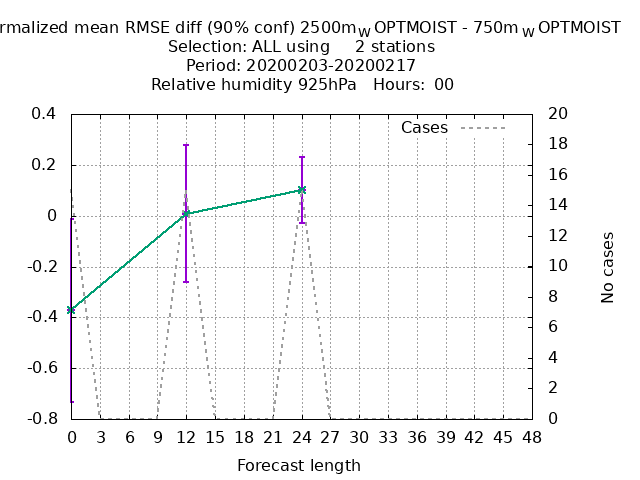 rmalized mean RMSE diff (90% conf) 2500m W OPTMOIST - 750m W OPTMOIST
Selection: ALL using 2 stations
Period: 20200203-20200217
Relative humidity 925hPa Hours: 00
Cases
0.4
0.2
0
-0.2
-0.4
-0.6
-0.8
20
18
16
14
12
10
8
6
4
2
0
No cases
0 3 6 9 12 15 18 21 24 27 30 33 36 39 42 45 48
Forecast length